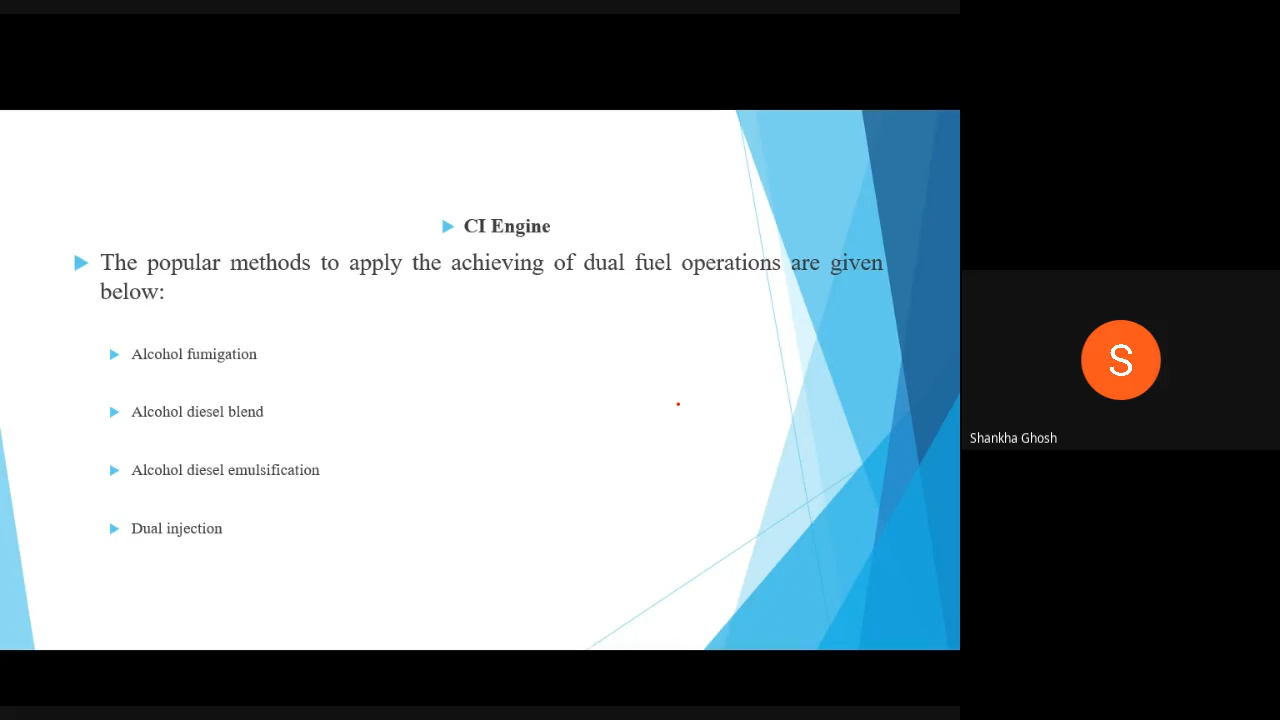 CI Engine
The popular methods to apply the achieving of dual fuel operations are given
below:
Alcohol fumigation
Alcohol diesel blend
Alcohol diesel emulsification
Dual injection
S
Shankha Ghosh